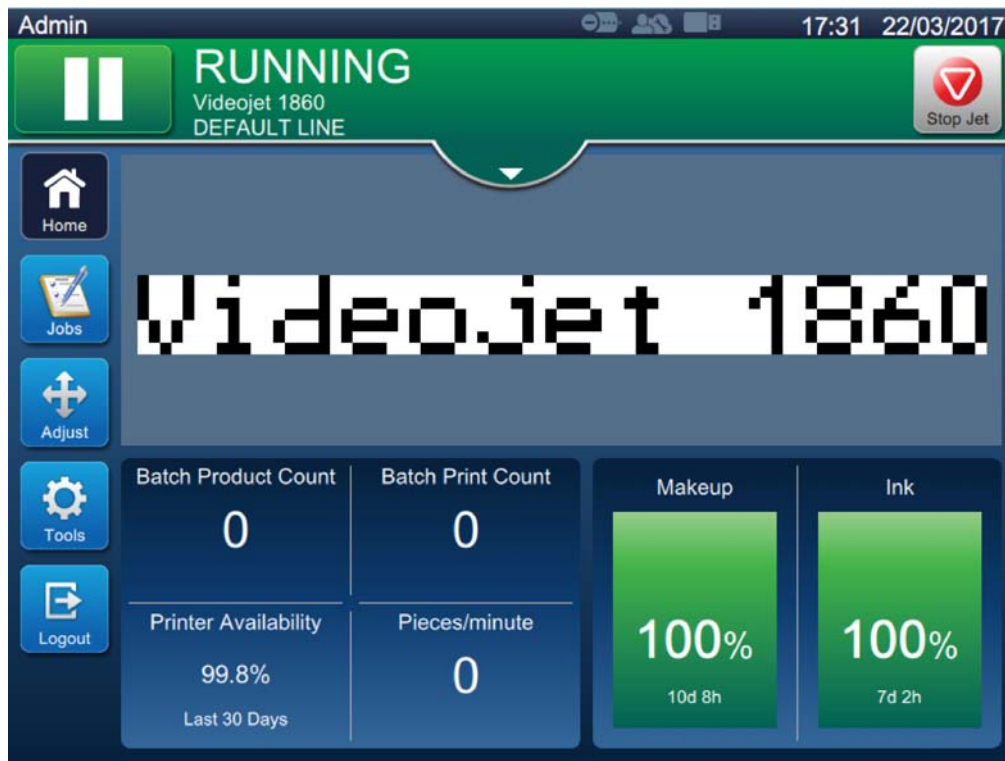 Admin 17:31 22/03/2017
RUNNING
Videojet 1860
DEFAULT LINE
Stop Jet
Home
Jobs
Adjust
Tools
Logout
Videojet 1860
Batch Product Count
0
Batch Print Count
0
Printer Availability
99.8%
Last 30 Days
Pieces/minute
0
Makeup
100%
10d 8h
Ink
100%
7d 2h